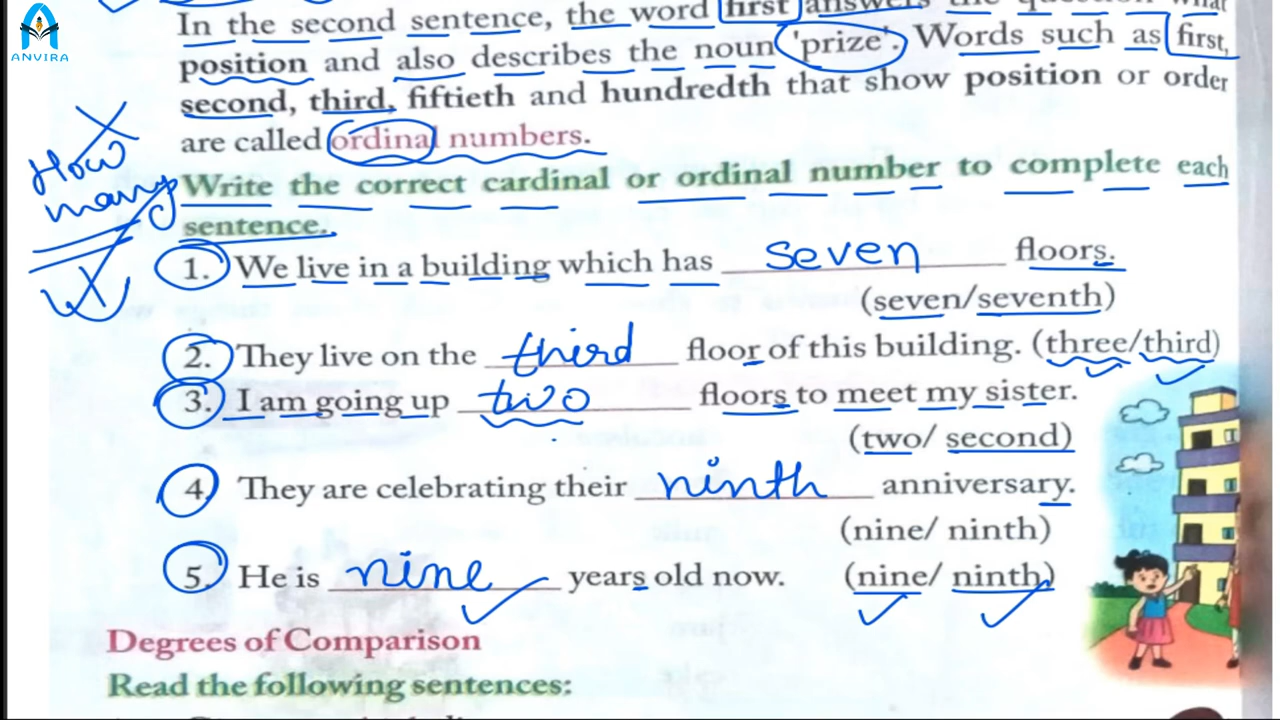 ANVIRA
In the second sentence, the word first answers the question what
position and also describes the noun 'prize'. Words such as first,
second, third, fiftieth and hundredth that show position or order
are called ordinal numbers.
How
many
Write the correct cardinal or ordinal number to complete each
sentence.
1. We live in a building which has seven floors.
(seven/seventh)
2. They live on the third floor of this building. (three/third)
3. I am going up two floors to meet my sister.
(two/ second)
4. They are celebrating their ninth anniversary.
(nine/ ninth)
5. He is nine years old now. (nine/ ninth)
Degrees of Comparison
Read the following sentences: